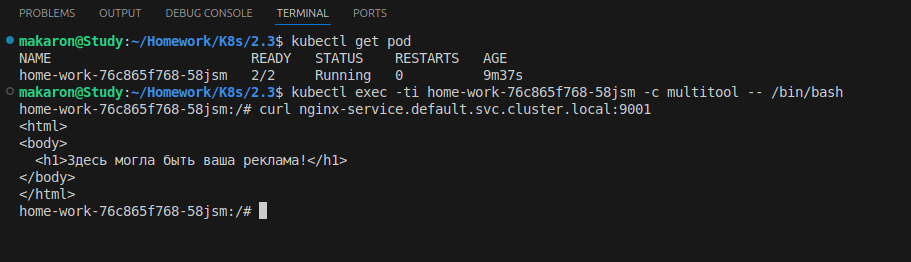 PROBLEMS OUTPUT DEBUG CONSOLE TERMINAL PORTS
makaron@Study:~/Homework/K8s/2.3$ kubectl get pod
NAME READY STATUS RESTARTS AGE
home-work-76c865f768-58jsm 2/2 Running 0 9m37s
makaron@Study:~/Homework/K8s/2.3$ kubectl exec -ti home-work-76c865f768-58jsm -c multitool -- /bin/bash
home-work-76c865f768-58jsm:/# curl nginx-service.default.svc.cluster.local:9001
<html>
<body>
  <h1>Здесь могла быть ваша реклама!</h1>
</body>
</html>
home-work-76c865f768-58jsm:/#